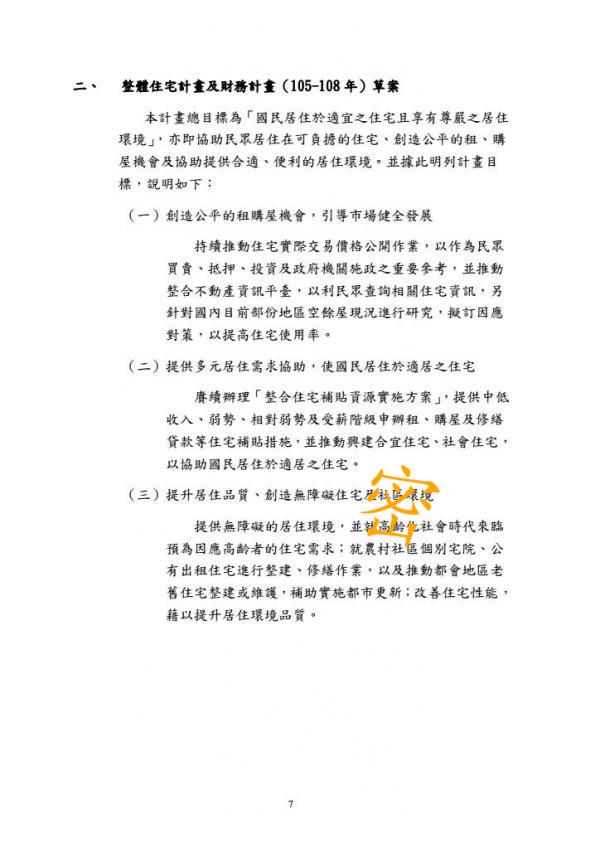 二、 整體住宅計畫及財務計畫（105-108 年）草案
本計畫總目標為「國民居住於適宜之住宅且享有尊嚴之居住
環境」，亦即協助民眾居住在可負擔的住宅、創造公平的租、購
屋機會及協助提供合適、便利的居住環境。並據此明列計畫目
標，說明如下：
（一）創造公平的租購屋機會，引導市場健全發展
持續推動住宅實際交易價格公開作業，以作為民眾
買賣、抵押、投資及政府機關施政之重要參考，並推動
整合不動產資訊平臺，以利民眾查詢相關住宅資訊，另
針對國內目前部份地區空餘屋現況進行研究，擬訂因應
對策，以提高住宅使用率。
（二）提供多元居住需求協助，使國民居住於適居之住宅
賡續辦理「整合住宅補貼資源實施方案」，提供中低
收入、弱勢、相對弱勢及受薪階級申辦租、購屋及修繕
貸款等住宅補貼措施，並推動興建合宜住宅、社會住宅，
以協助國民居住於適居之住宅。
（三）提升居住品質、創造無障礙住宅及社區環境
密
提供無障礙的居住環境，並就高齡化社會時代來臨
預為因應高齡者的住宅需求；就農村社區個別宅院、公
有出租住宅進行整建、修繕作業，以及推動都會地區老
舊住宅整建或維護，補助實施都市更新；改善住宅性能，
藉以提升居住環境品質。
7